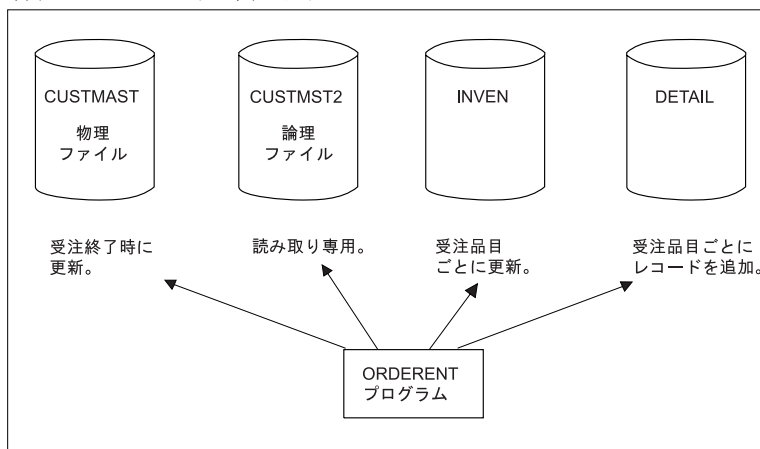 CUSTMAST
物理
ファイル
CUSTMST2
論理
ファイル
INVEN
DETAIL
受注終了時に
更新。
読み取り専用。
受注品目
ごとに更新。
受注品目ごとに
レコードを追加。
ORDERENT
プログラム